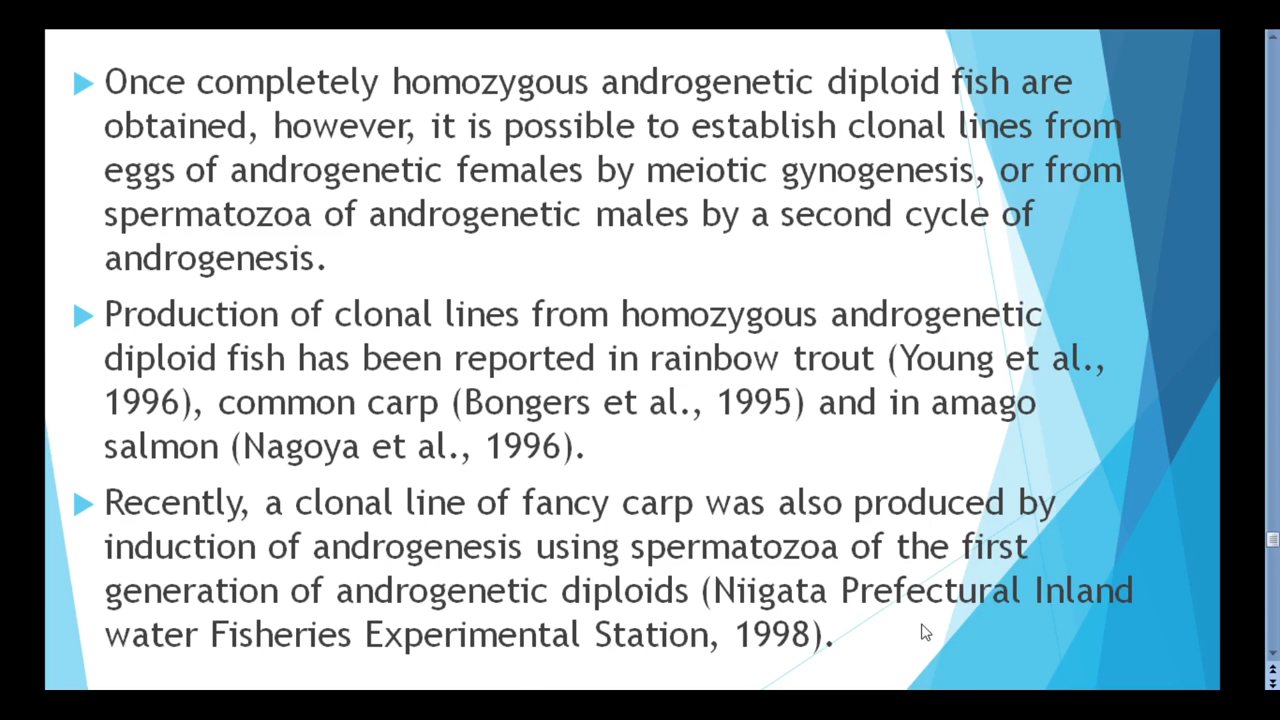 Once completely homozygous androgenetic diploid fish are
obtained, however, it is possible to establish clonal lines from
eggs of androgenetic females by meiotic gynogenesis, or from
spermatozoa of androgenetic males by a second cycle of
androgenesis.
Production of clonal lines from homozygous androgenetic
diploid fish has been reported in rainbow trout (Young et al.,
1996), common carp (Bongers et al., 1995) and in amago
salmon (Nagoya et al., 1996).
Recently, a clonal line of fancy carp was also produced by
induction of androgenesis using spermatozoa of the first
generation of androgenetic diploids (Niigata Prefectural Inland
water Fisheries Experimental Station, 1998).